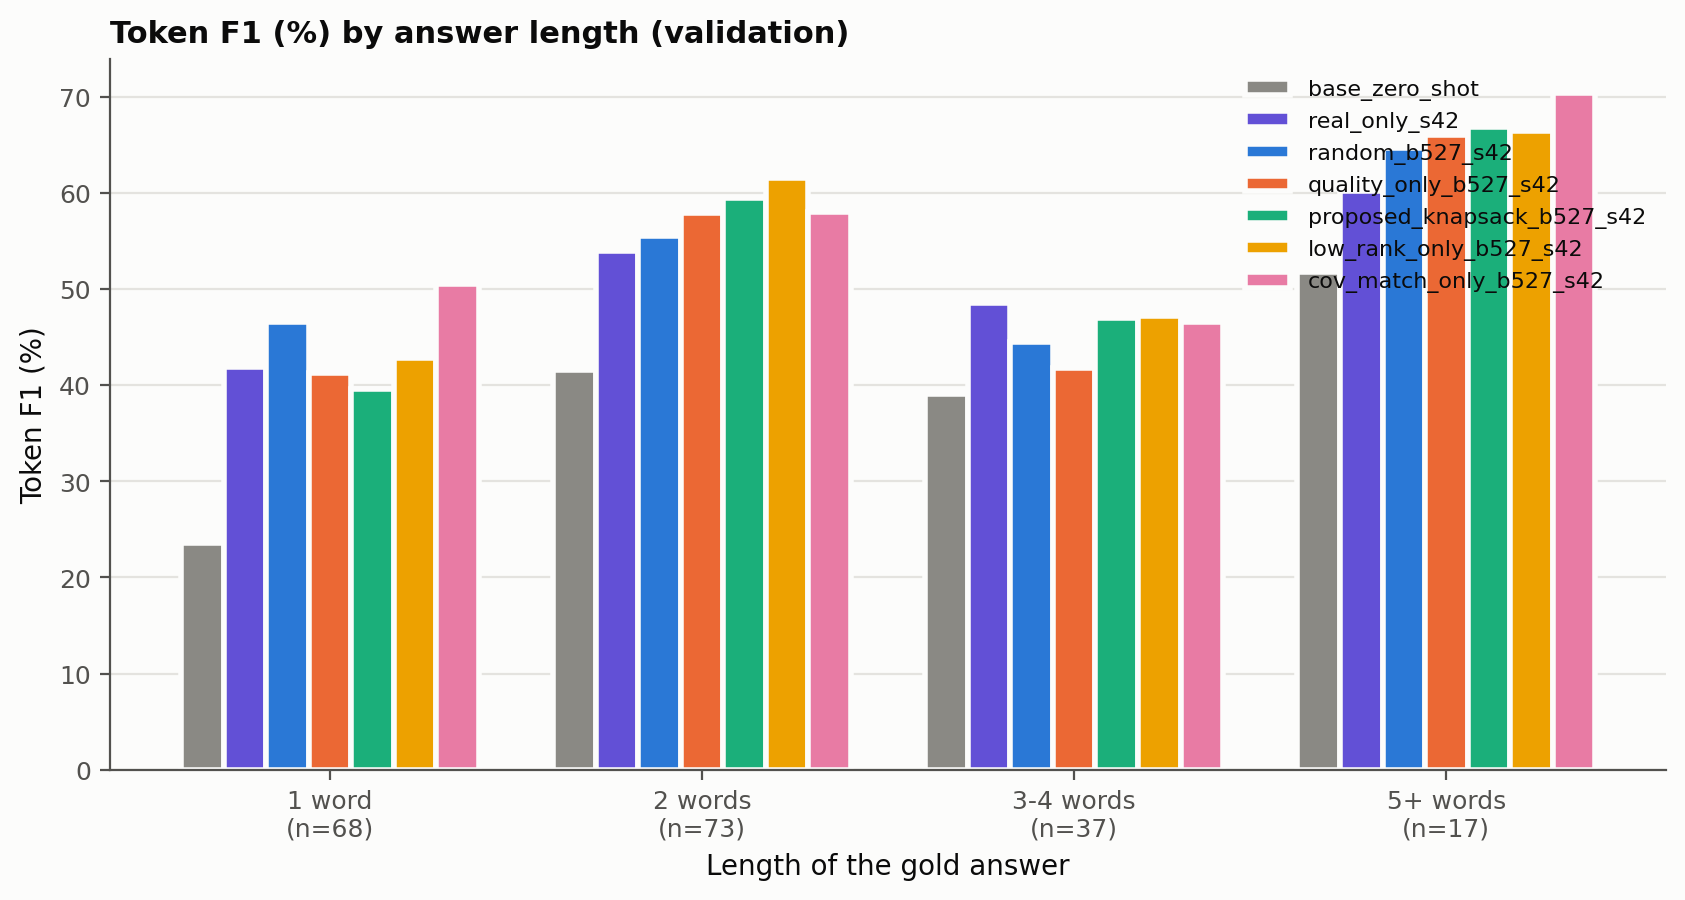 Token F1 (%) by answer length (validation)
base_zero_shot
real_only_s42
random_b527_s42
quality_only_b527_s42
proposed_knapsack_b527_s42
low_rank_only_b527_s42
cov_match_only_b527_s42
Token F1 (%)
70
60
50
40
30
20
10
0
1 word
(n=68)
2 words
(n=73)
3-4 words
(n=37)
5+ words
(n=17)
Length of the gold answer